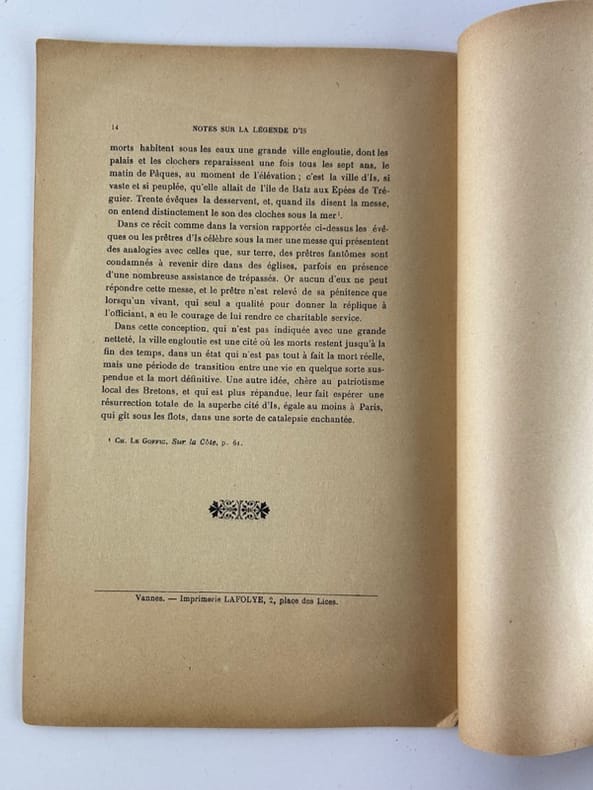 14 NOTES SUR LA LÉGENDE D'IS
morts habitent sous les eaux une grande ville engloutie, dont les
palais et les clochers reparaissent une fois tous les sept ans, le
matin de Pâques, au moment de l'élévation ; c'est la ville d'Is, si
vaste et si peuplée, qu'elle allait de l'île de Batz aux Epées de Tré-
guier. Trente évêques la desservent, et, quand ils disent la messe,
on entend distinctement le son des cloches sous la mer¹.
Dans ce récit comme dans la version rapportée ci-dessus les évê-
ques ou les prêtres d'Is célèbre sous la mer une messe qui présentent
des analogies avec celles que, sur terre, des prêtres fantômes sont
condamnés à revenir dire dans des églises, parfois en présence
d'une nombreuse assistance de trépassés. Or aucun d'eux ne peut
répondre cette messe, et le prêtre n'est relevé de sa pénitence que
lorsqu'un vivant, qui seul a qualité pour donner la réplique à
l'officiant, a eu le courage de lui rendre ce charitable service.
Dans cette conception, qui n'est pas indiquée avec une grande
netteté, la ville engloutie est une cité où les morts restent jusqu'à la
fin des temps, dans un état qui n'est pas tout à fait la mort réelle,
mais une période de transition entre une vie en quelque sorte sus-
pendue et la mort définitive. Une autre idée, chère au patriotisme
local des Bretons, et qui est plus répandue, leur fait espérer une
résurrection totale de la superbe cité d'Is, égale au moins à Paris,
qui gît sous les flots, dans une sorte de catalepsie enchantée.
¹ Ch. Le Goffic, Sur la Côte, p. 61.
Vannes. — Imprimerie LAFOLYE, 2, place des Lices.